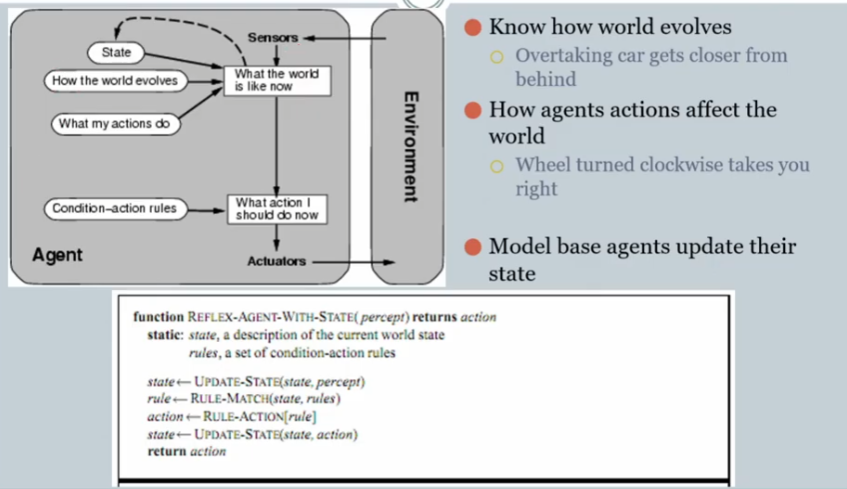 Sensors
State
How the world evolves
What the world
is like now
What my actions do
Condition–action rules
What action I
should do now
Agent
Actuators
Environment
Know how world evolves
Overtaking car gets closer from
behind
How agents actions affect the
world
Wheel turned clockwise takes you
right
Model base agents update their
state
function REFLEX-AGENT-WITH-STATE(percept) returns action
static: state, a description of the current world state
rules, a set of condition-action rules
state ← UPDATE-STATE(state, percept)
rule ← RULE-MATCH(state, rules)
action ← RULE-ACTION[rule]
state ← UPDATE-STATE(state, action)
return action